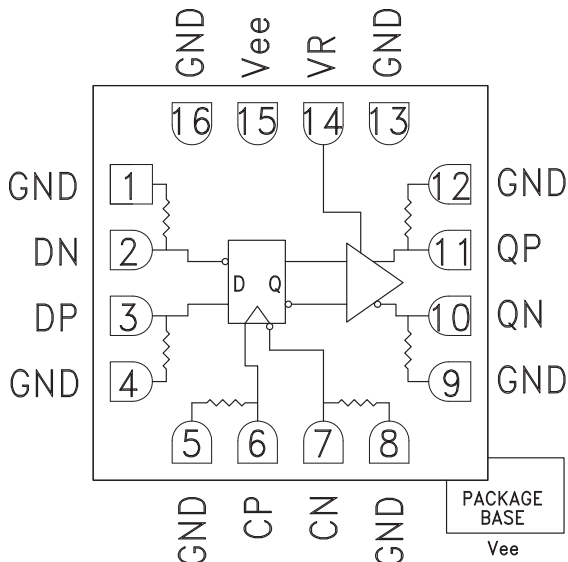 GND Vee VR GND
16 15 14 13
GND 1 12 GND
DN 2 11 QP
D Q
DP 3 10 QN
GND 4 9 GND
5 6 7 8
GND CP CN GND
PACKAGE
BASE
Vee